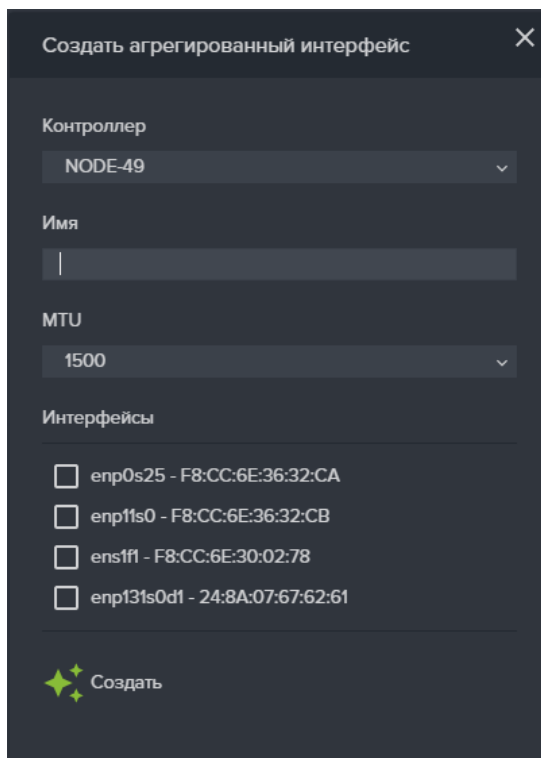 Создать агрегированный интерфейс
Контроллер
NODE-49
Имя
MTU
1500
Интерфейсы
enp0s25 - F8:CC:6E:36:32:CA
enp11s0 - F8:CC:6E:36:32:CB
ens1f1 - F8:CC:6E:30:02:78
enp131s0d1 - 24:8A:07:67:62:61
Создать